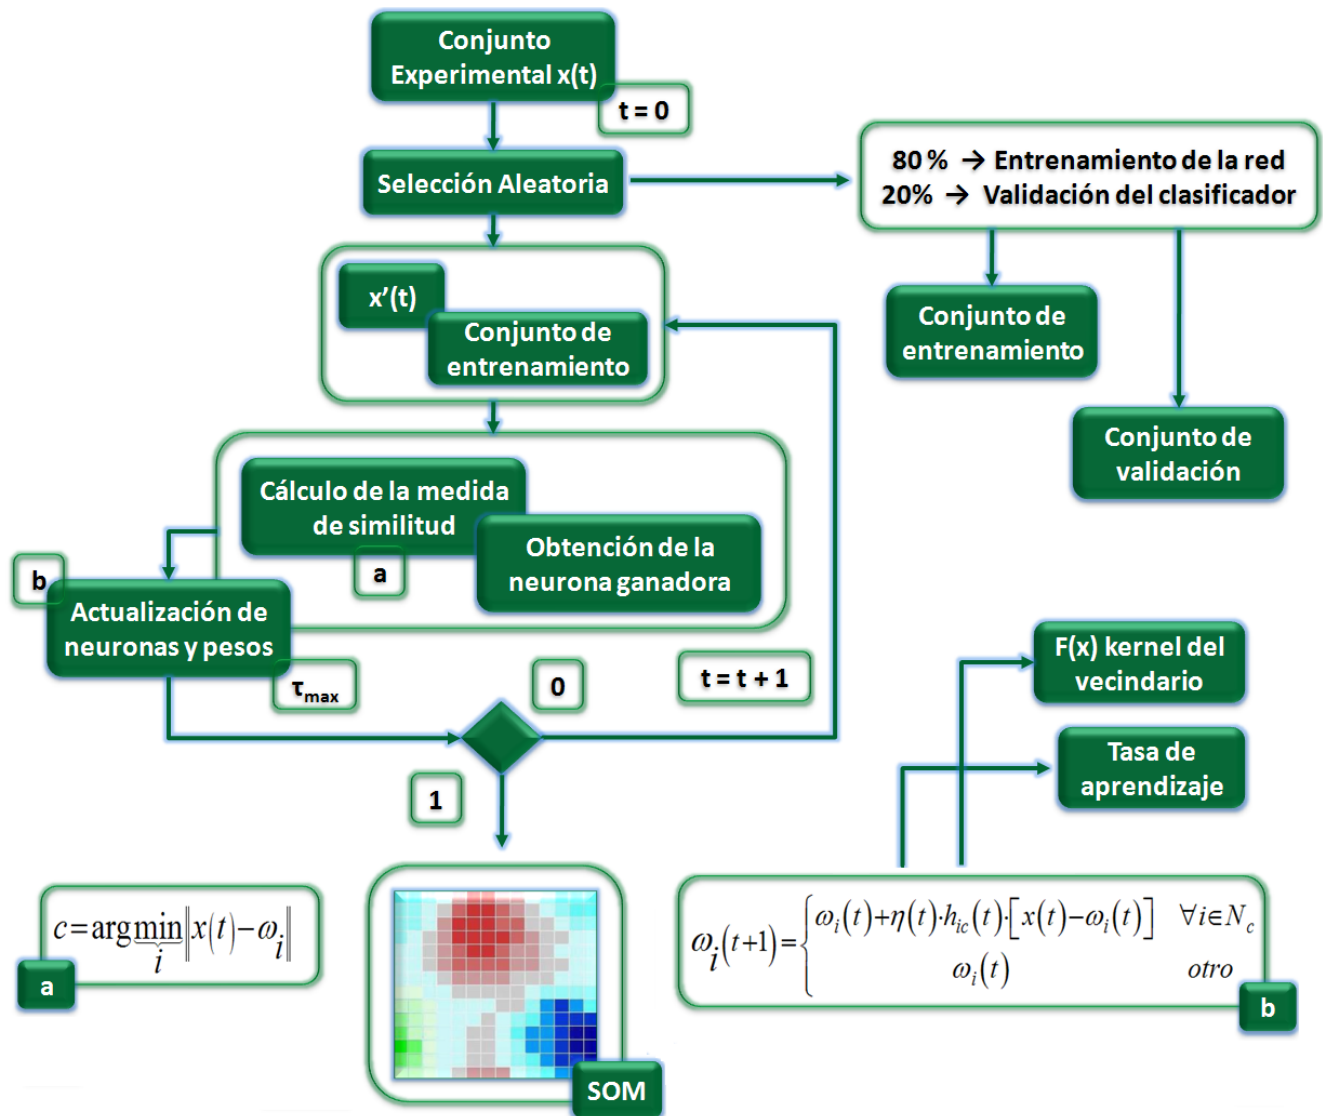 Conjunto
Experimental x(t)
t = 0
Selección Aleatoria
80 % → Entrenamiento de la red
20% → Validación del clasificador
x’(t)
Conjunto de
entrenamiento
Conjunto de
entrenamiento
Conjunto de
validación
Cálculo de la medida
de similitud
a
Obtención de la
neurona ganadora
b
Actualización de
neuronas y pesos
τmax
0
t = t + 1
1
F(x) kernel del
vecindario
Tasa de
aprendizaje
c = arg min i ‖x(t) − ωi‖
a
SOM
ωi(t+1) = { ωi(t) + η(t)·hic(t)·[x(t) − ωi(t)] ∀i∈Nc
ωi(t) otro
b